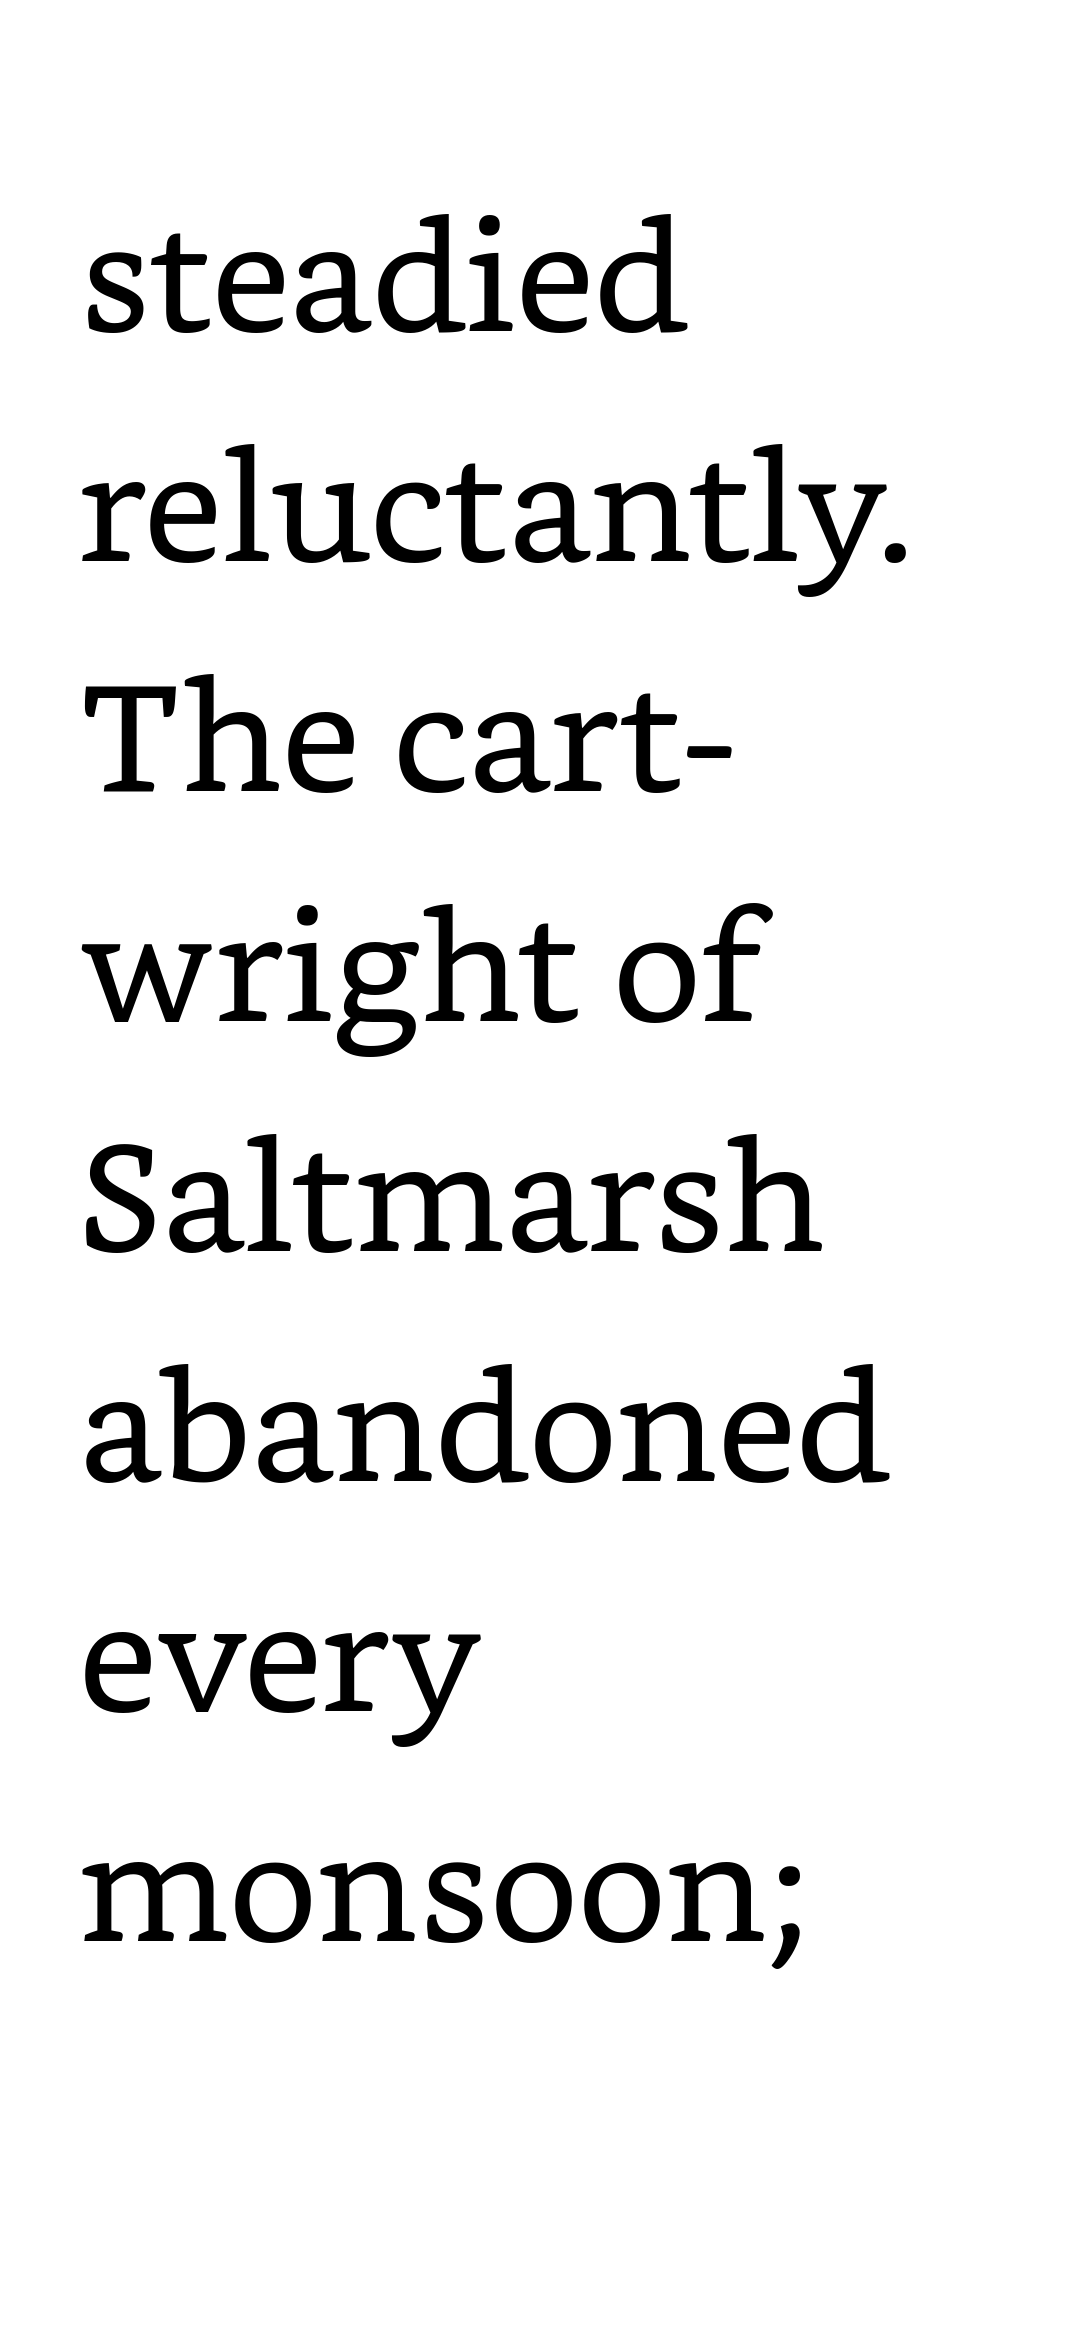 steadied
reluctantly.
The cart-
wright of
Saltmarsh
abandoned
every
monsoon;